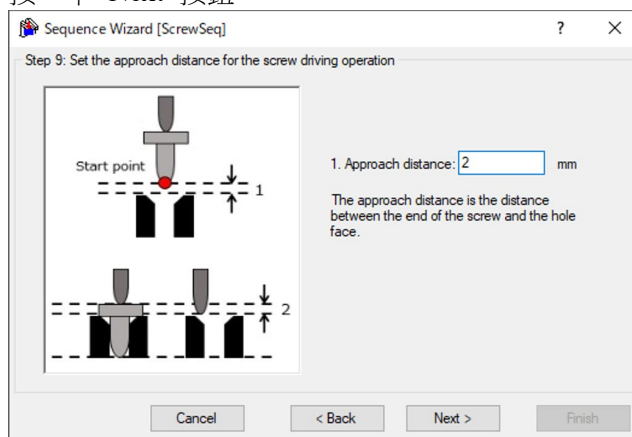 Sequence Wizard [ScrewSeq]
?
Step 9: Set the approach distance for the screw driving operation
Start point
1
2
1. Approach distance: 2 mm
The approach distance is the distance
between the end of the screw and the hole
face.
Cancel
< Back
Next >
Finish